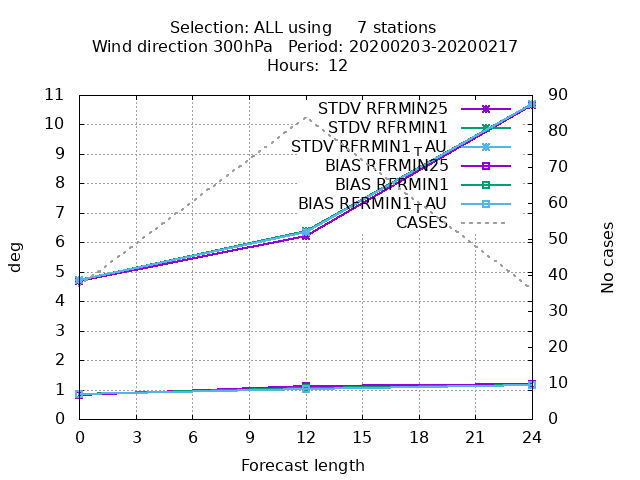 Selection: ALL using 7 stations
Wind direction 300hPa Period: 20200203-20200217
Hours: 12
11
10
9
8
7
6
5
4
3
2
1
0
90
80
70
60
50
40
30
20
10
0
STDV RFRMIN25
STDV RFRMIN1
STDV RFRMIN1_AU
BIAS RFRMIN25
BIAS RFRMIN1
BIAS RFRMIN1_AU
CASES
deg
No cases
0 3 6 9 12 15 18 21 24
Forecast length